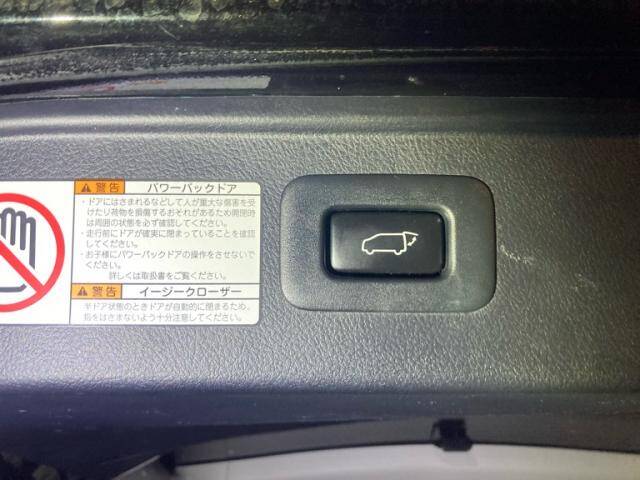 警告 パワーバックドア
・ドアにはさまれるなどして人が重大な傷害を受
けたり荷物を損傷するおそれがあるため開閉時
は周囲の状態を必ず確認してください。
・走行前にドアが確実に閉まっていることを確認
してください。
・お子様にパワーバックドアの操作をさせないで
ください。
詳しくは取扱書をご覧ください。
警告 イージークローザー
半ドア状態のときドアが自動的に閉まるため、
指をはさまないよう十分注意してください。